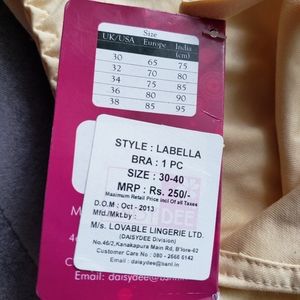 Size
UK/USA Europe India (cm)
30 65 75
32 70 80
34 75 85
36 80 90
38 85 95
STYLE : LABELLA
BRA : 1 PC
SIZE : 30-40
MRP : Rs. 250/-
Maximum Retail Price incl Of all Taxes
D.O.M : Oct - 2013
Mfd./Mkt.by :
M/s. LOVABLE LINGERIE LTD.
(DAISYDEE Division)
No.46/2,Kanakapura Main Rd, B'lore-62
Customer Care No : 080 - 2666 6142
Email : daisydee@bsnl.in
Email: daisydee@